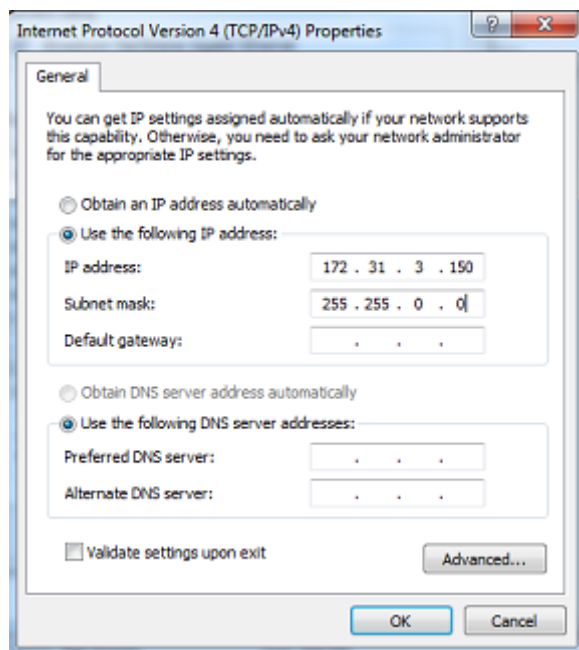 Internet Protocol Version 4 (TCP/IPv4) Properties
General
You can get IP settings assigned automatically if your network supports
this capability. Otherwise, you need to ask your network administrator
for the appropriate IP settings.
Obtain an IP address automatically
Use the following IP address:
IP address: 172 . 31 . 3 . 150
Subnet mask: 255 . 255 . 0 . 0
Default gateway: . . .
Obtain DNS server address automatically
Use the following DNS server addresses:
Preferred DNS server: . . .
Alternate DNS server: . . .
Validate settings upon exit
Advanced...
OK Cancel